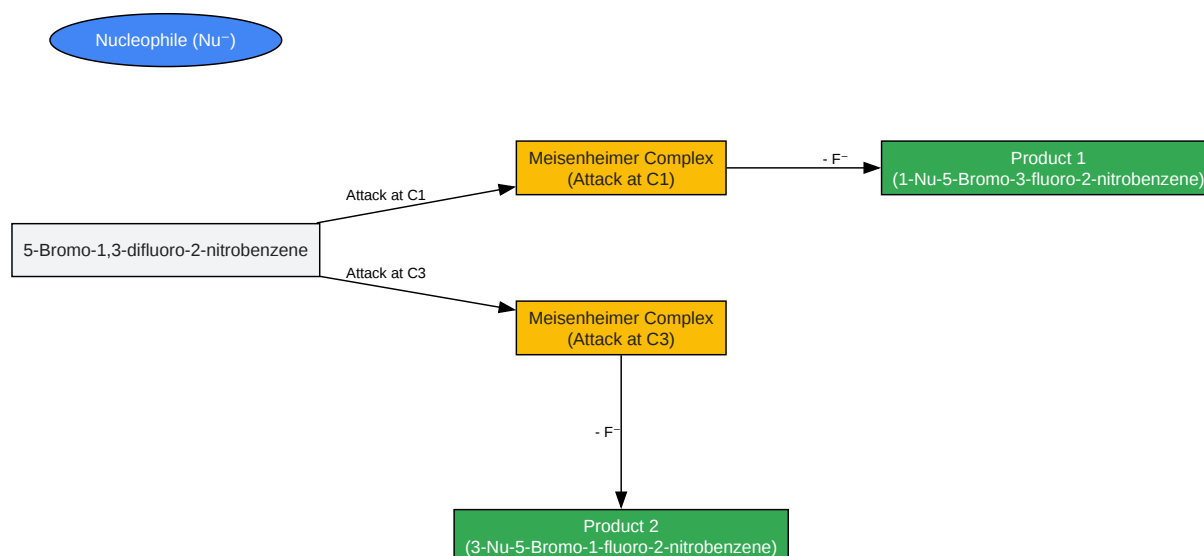 Nucleophile (Nu⁻)
Meisenheimer Complex
(Attack at C1)
- F⁻
Product 1
(1-Nu-5-Bromo-3-fluoro-2-nitrobenzene)
Attack at C1
5-Bromo-1,3-difluoro-2-nitrobenzene
Attack at C3
Meisenheimer Complex
(Attack at C3)
- F⁻
Product 2
(3-Nu-5-Bromo-1-fluoro-2-nitrobenzene)